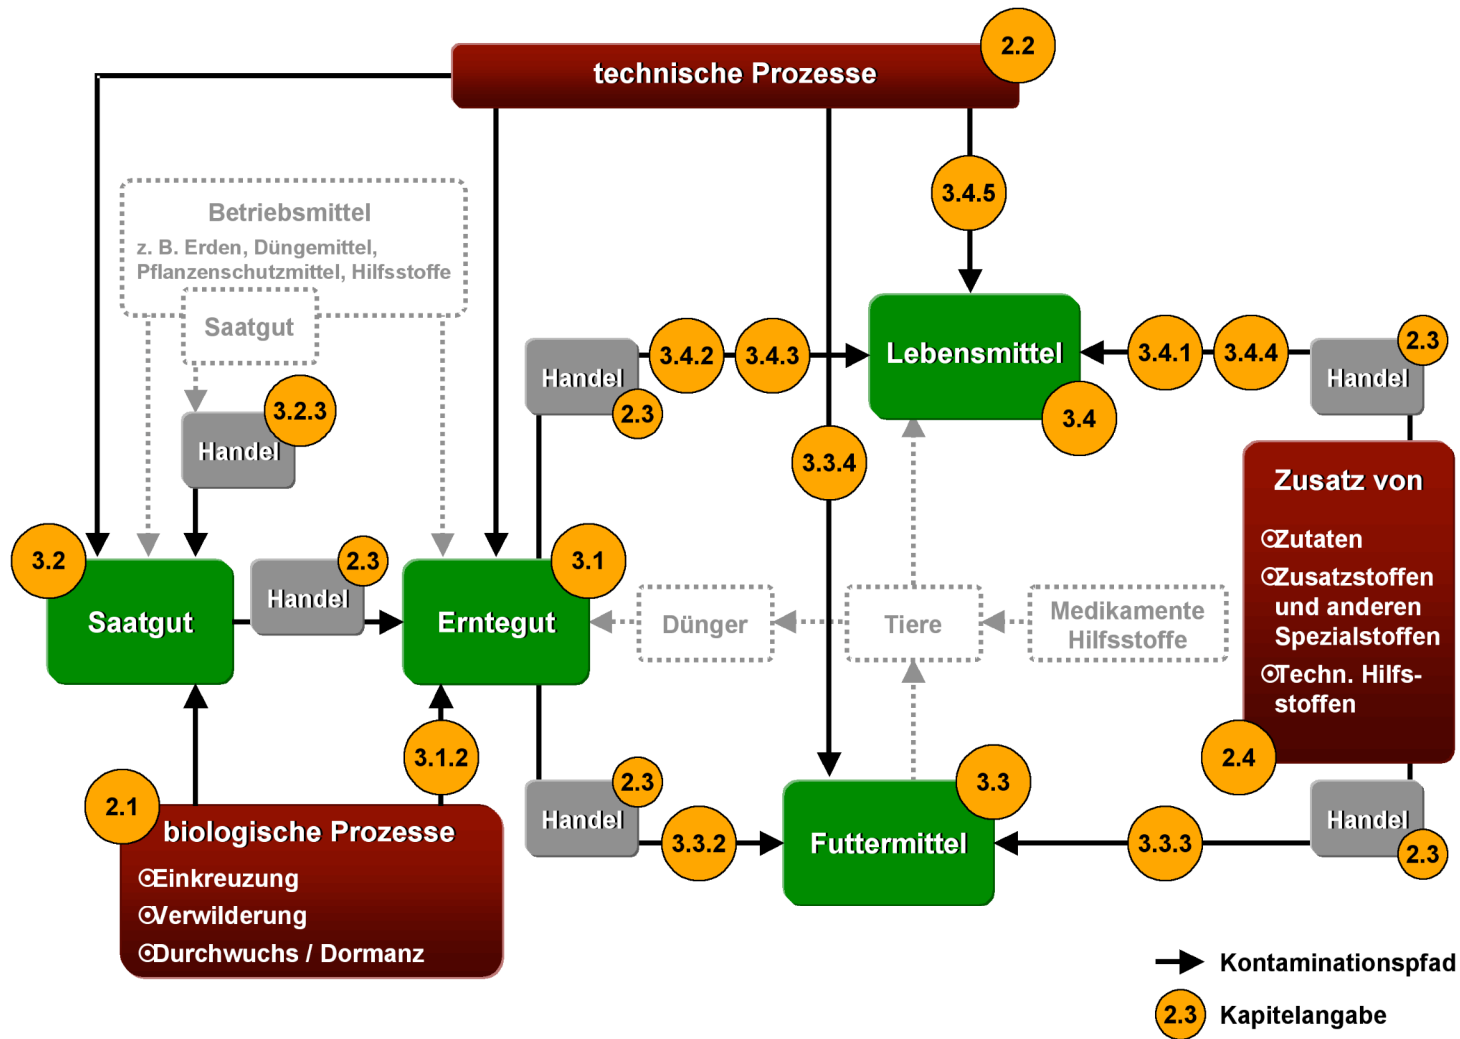 2.2
technische Prozesse
3.4.5
Betriebsmittel
z. B. Erden, Düngemittel,
Pflanzenschutzmittel, Hilfsstoffe
Saatgut
3.2.3
Handel
Handel
2.3
3.4.2
3.4.3
Lebensmittel
3.4
3.4.1
3.4.4
Handel
2.3
3.3.4
Zusatz von
Zutaten
Zusatzstoffen
und anderen
Spezialstoffen
Techn. Hilfs-
stoffen
2.4
3.2
Saatgut
Handel
2.3
3.1
Erntegut
Dünger
Tiere
Medikamente
Hilfsstoffe
3.1.2
2.1
biologische Prozesse
Einkreuzung
Verwilderung
Durchwuchs / Dormanz
Handel
2.3
3.3.2
3.3
Futtermittel
3.3.3
Handel
2.3
Kontaminationspfad
2.3
Kapitelangabe